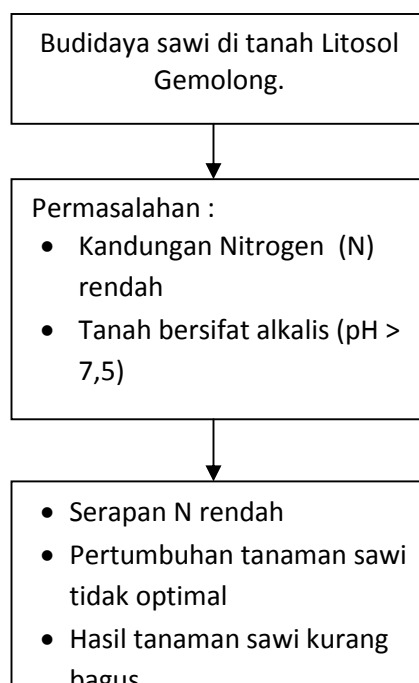 Budidaya sawi di tanah Litosol
Gemolong.
Permasalahan :
• Kandungan Nitrogen (N)
rendah
• Tanah bersifat alkalis (pH >
7,5)
• Serapan N rendah
• Pertumbuhan tanaman sawi
tidak optimal
• Hasil tanaman sawi kurang
bagus